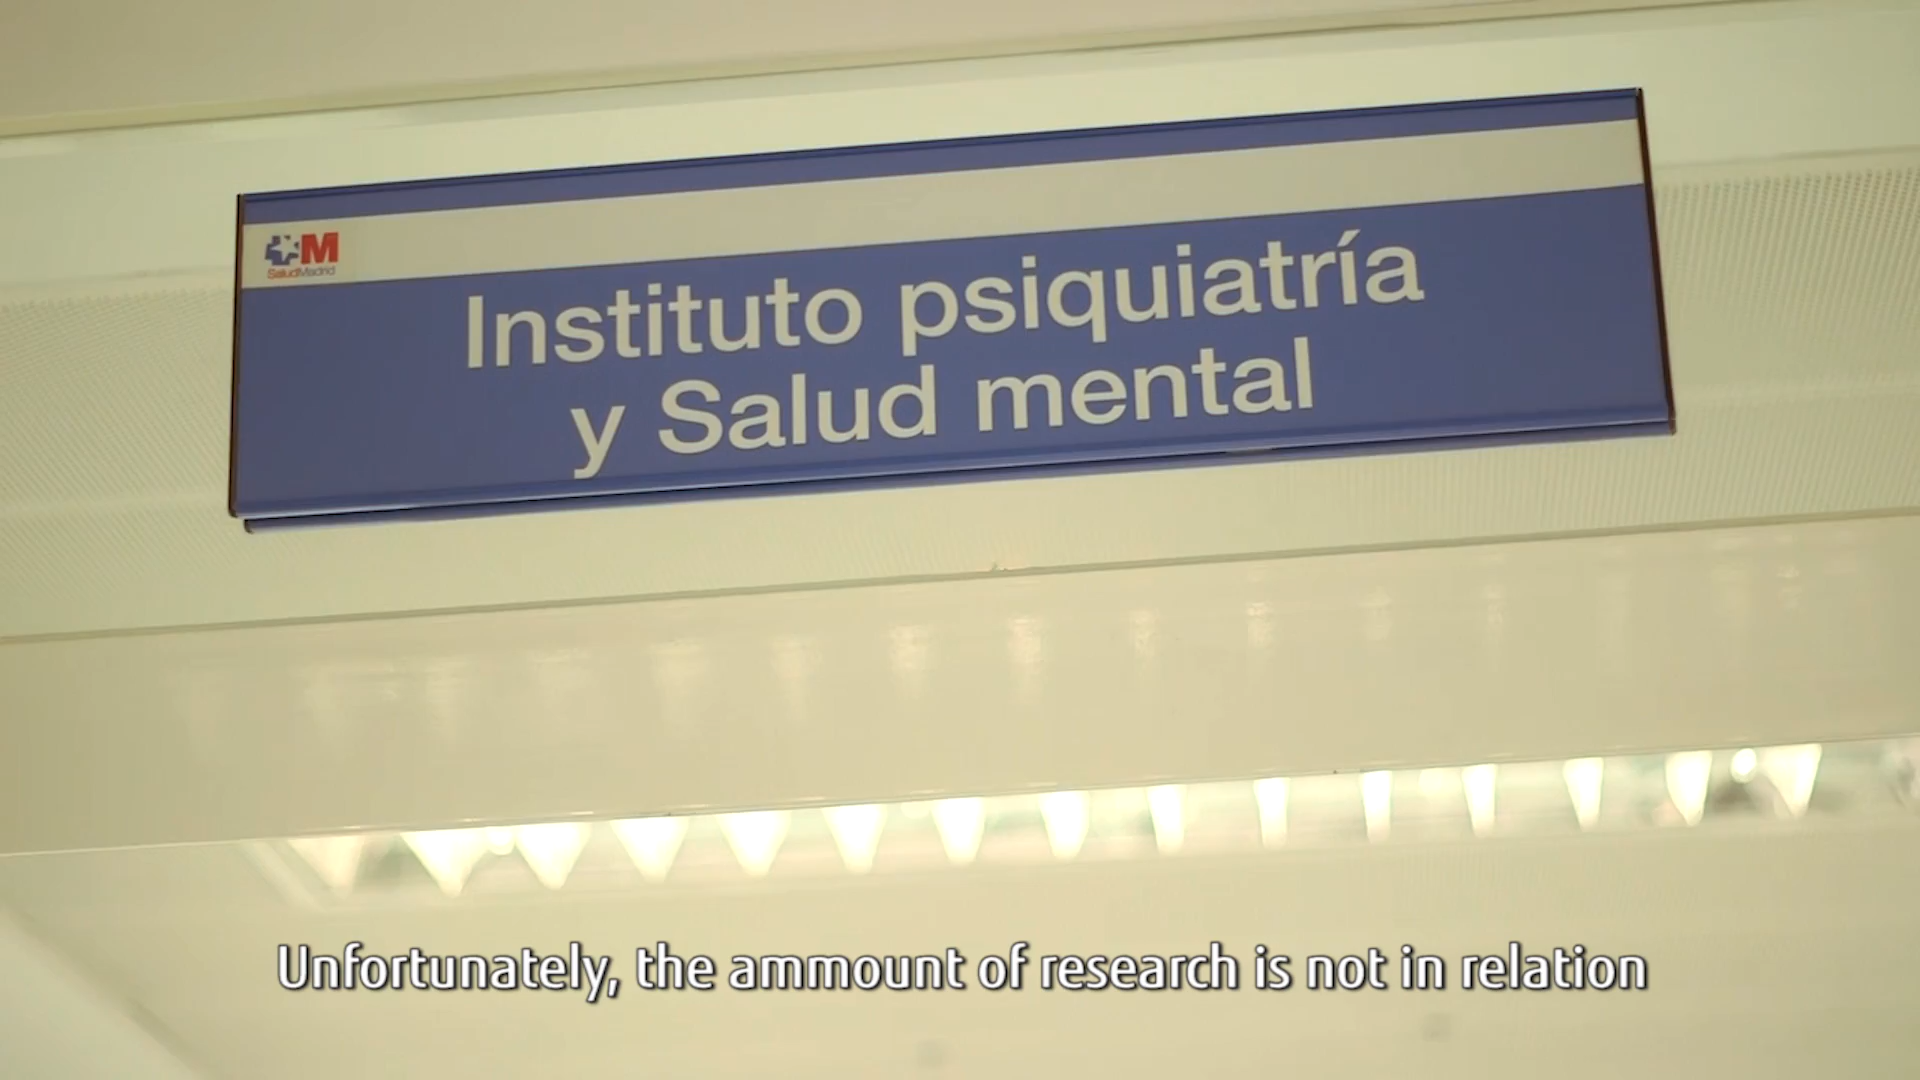 M
SaludMadrid
Instituto psiquiatría
y Salud mental
Unfortunately, the ammount of research is not in relation